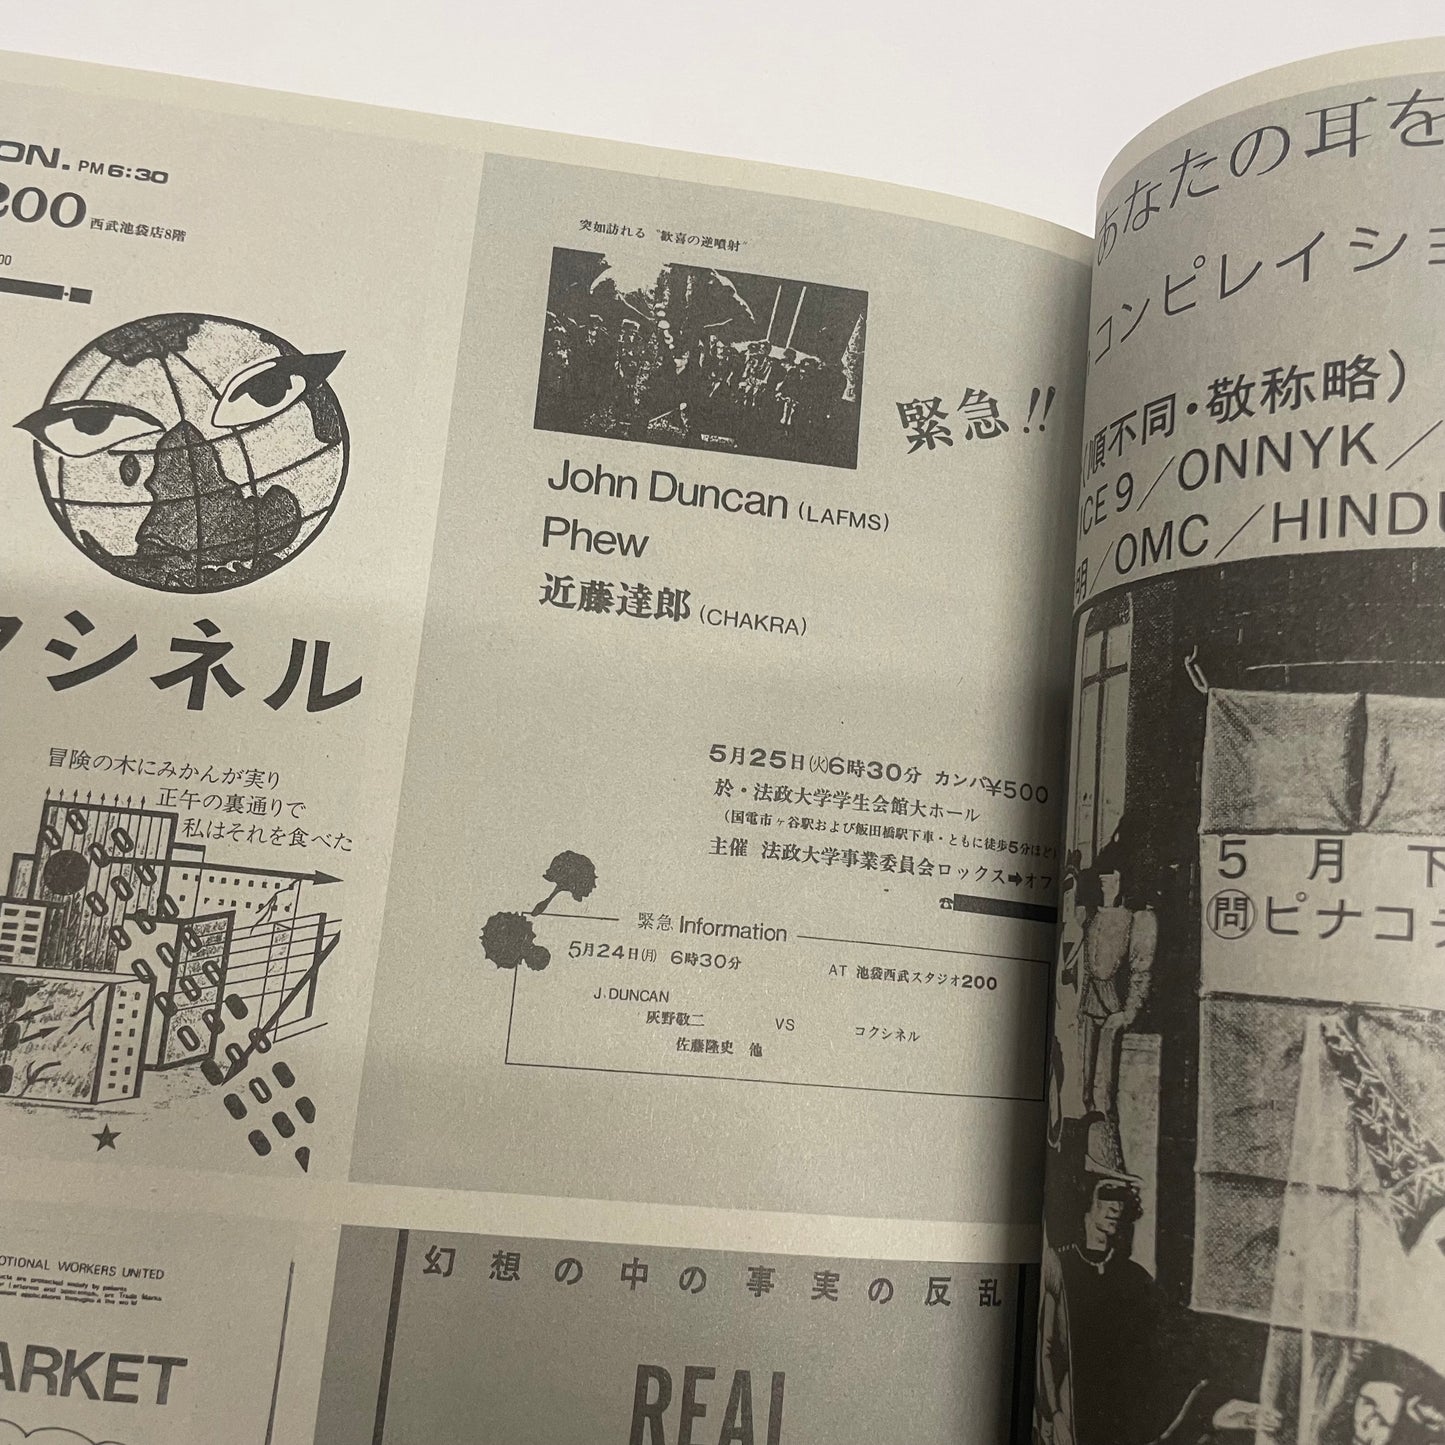 ON. PM6:30
200 西武池袋店8階
00
クシネル
冒険の木にみかんが実り
正午の裏通りで
私はそれを食べた
OTIONAL WORKERS UNITED
ARKET
突如訪れる “歓喜の逆噴射”
緊急!!
John Duncan (LAFMS)
Phew
近藤達郎 (CHAKRA)
5月25日(火)6時30分 カンパ¥500
於・法政大学学生会館大ホール
(国電市ヶ谷駅および飯田橋駅下車・ともに徒歩5分ほど)
主催 法政大学事業委員会ロックス➡オフ
緊急 Information
5月24日(月) 6時30分
AT 池袋西武スタジオ200
J. DUNCAN
灰野敬二 VS コクシネル
佐藤隆史 他
幻想の中の事実の反乱
REAL
あなたの耳を
コンピレイショ
(順不同・敬称略)
ICE 9/ONNYK/
明/OMC/HINDU
5月下
問ピナコテ